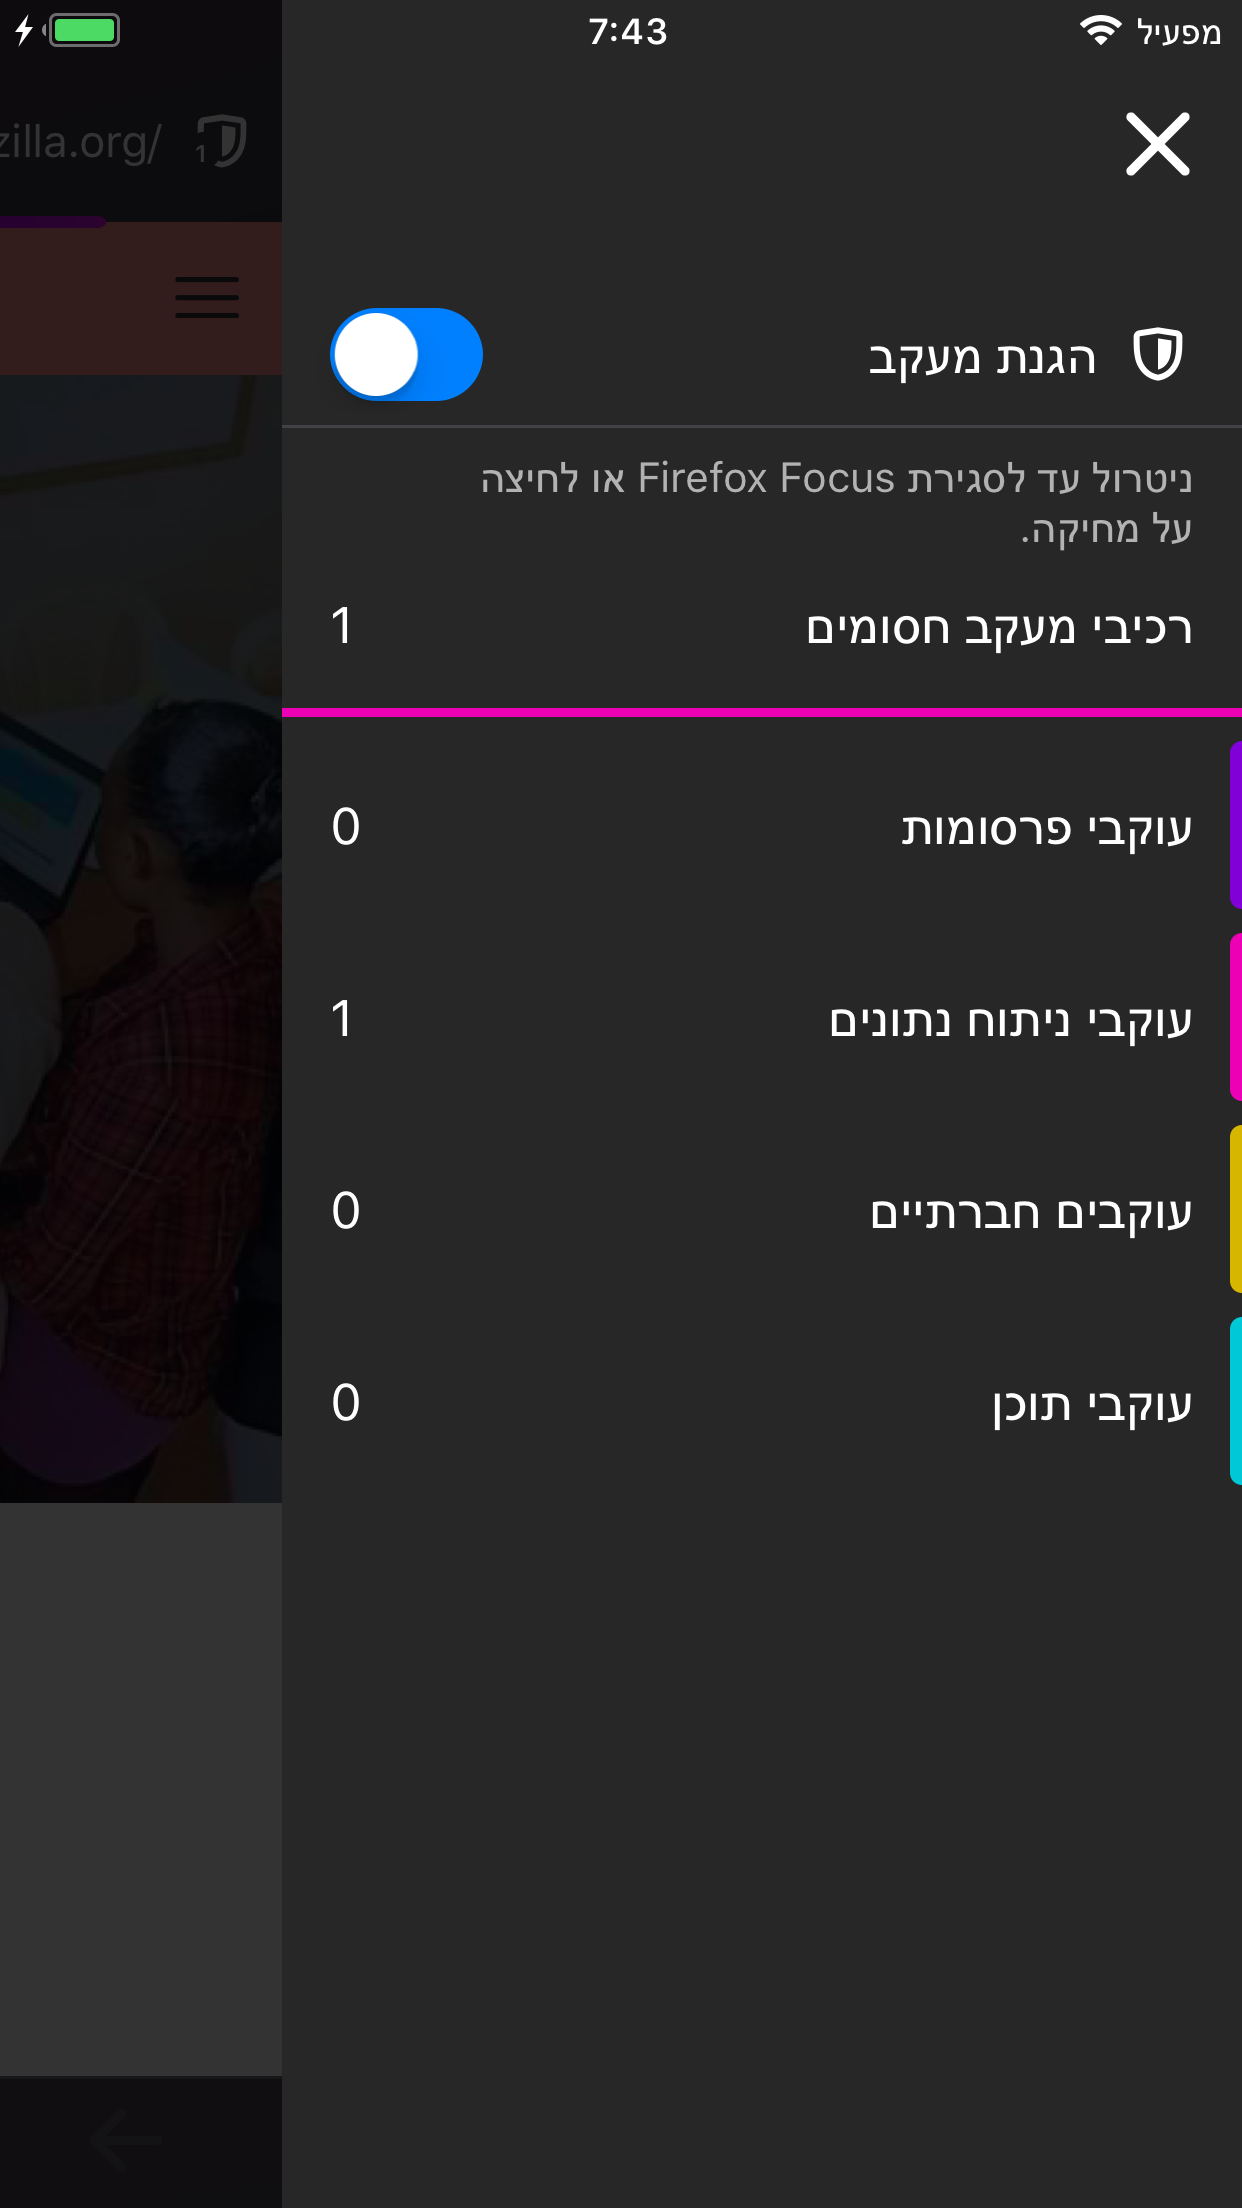 מפעיל
7:43
zilla.org/
1
הגנת מעקב
ניטרול עד לסגירת Firefox Focus או לחיצה
על מחיקה.
רכיבי מעקב חסומים 1
עוקבי פרסומות 0
עוקבי ניתוח נתונים 1
עוקבים חברתיים 0
עוקבי תוכן 0